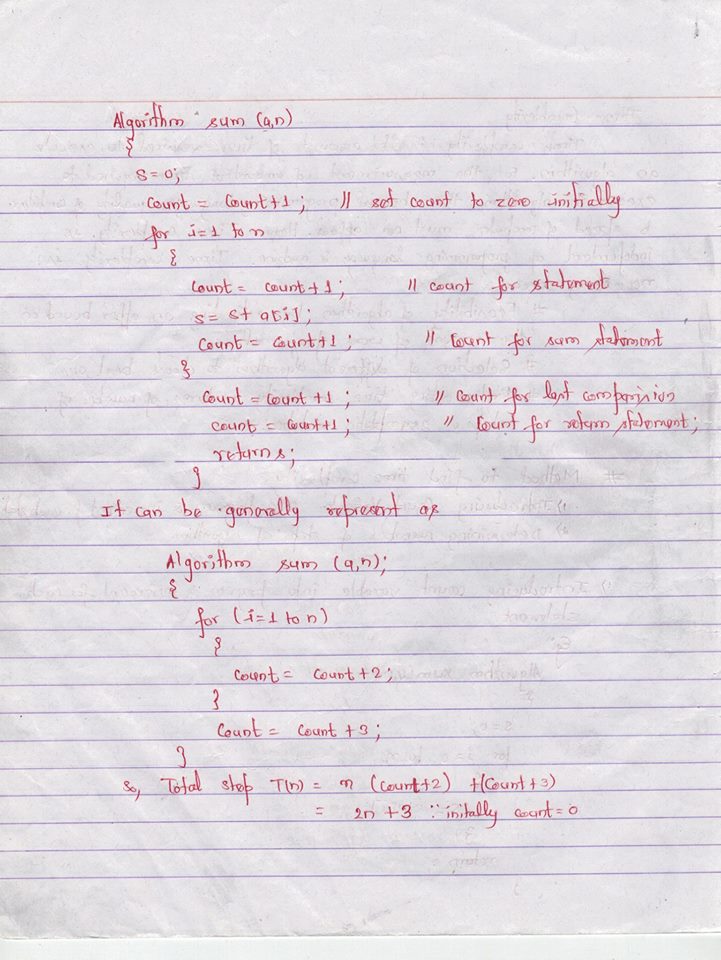 Algorithm sum (a,n)
{
s = 0;
count = count+1; // set count to zero initially
for i=1 to n
{
count = count+1; // count for statement
s = s+ a[i];
count = count+1; // count for sum statement
}
count = count +1; // count for last comparision
count = count+1; // count for return statement;
return s;
}
It can be generally represent as
Algorithm sum (a,n);
{
for (i=1 to n)
{
count = count +2;
}
count = count +3;
}
so, Total step T(n) = n (count+2) +(count+3)
= 2n +3 ∵ initally count = 0